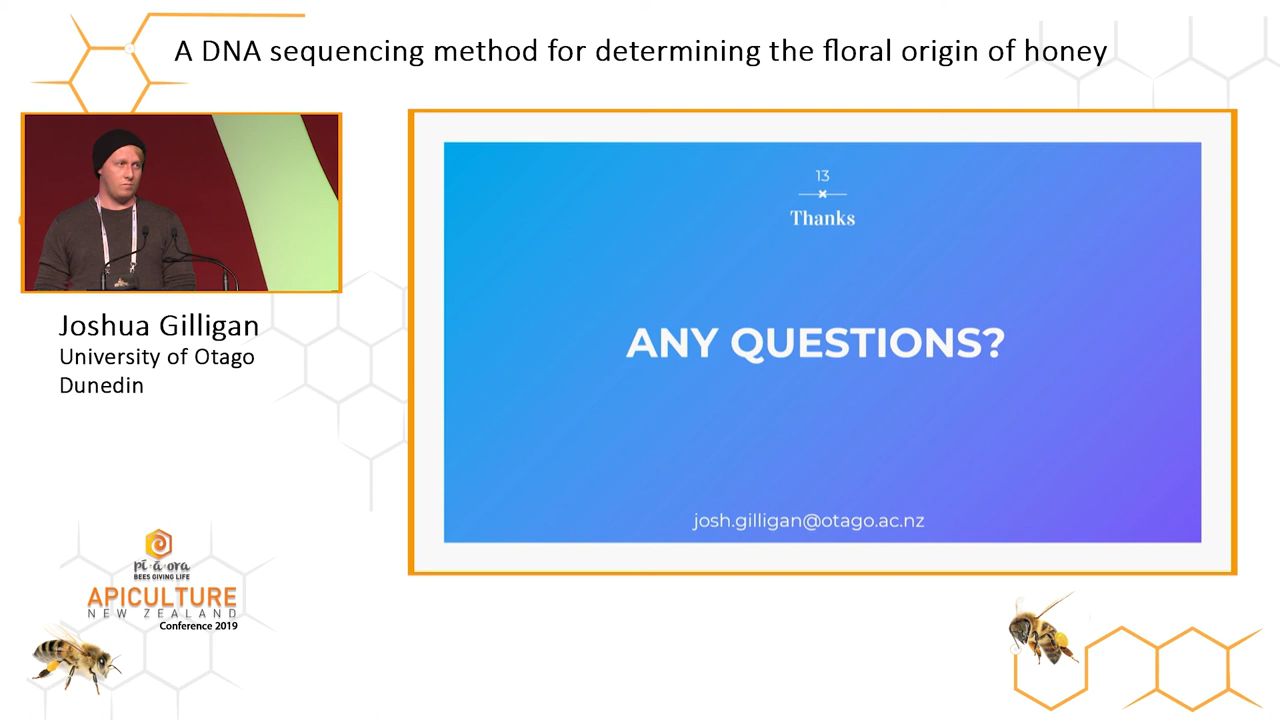 A DNA sequencing method for determining the floral origin of honey
13
Thanks
ANY QUESTIONS?
josh.gilligan@otago.ac.nz
Joshua Gilligan
University of Otago
Dunedin
pī·ā ora
BEES GIVING LIFE
APICULTURE
NEW ZEALAND
Conference 2019